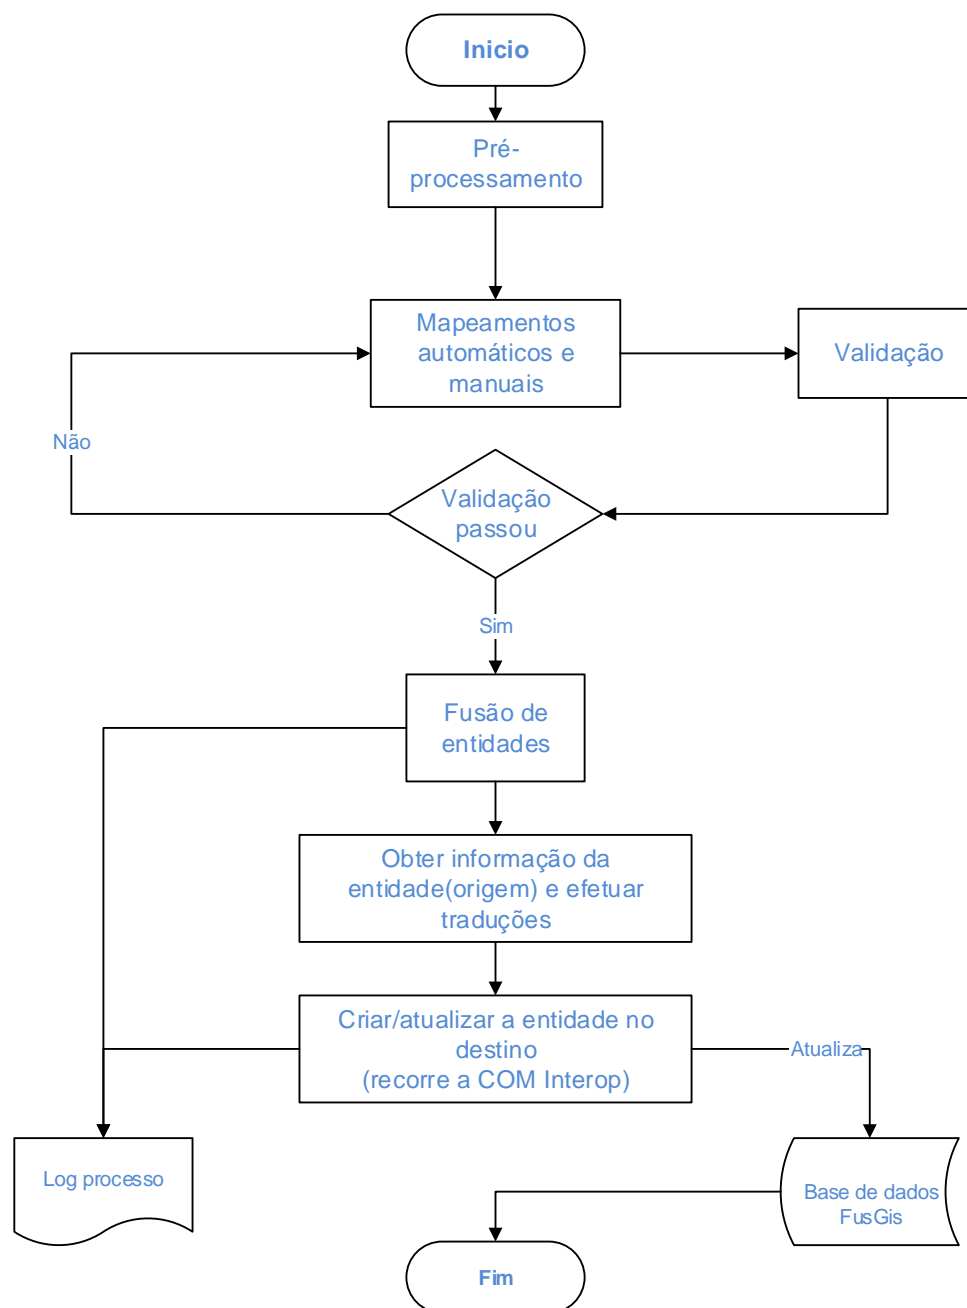 Inicio
Pré-
processamento
Mapeamentos
automáticos e
manuais
Validação
Não
Validação
passou
Sim
Fusão de
entidades
Obter informação da
entidade(origem) e efetuar
traduções
Criar/atualizar a entidade no
destino
(recorre a COM Interop)
Atualiza
Log processo
Base de dados
FusGis
Fim